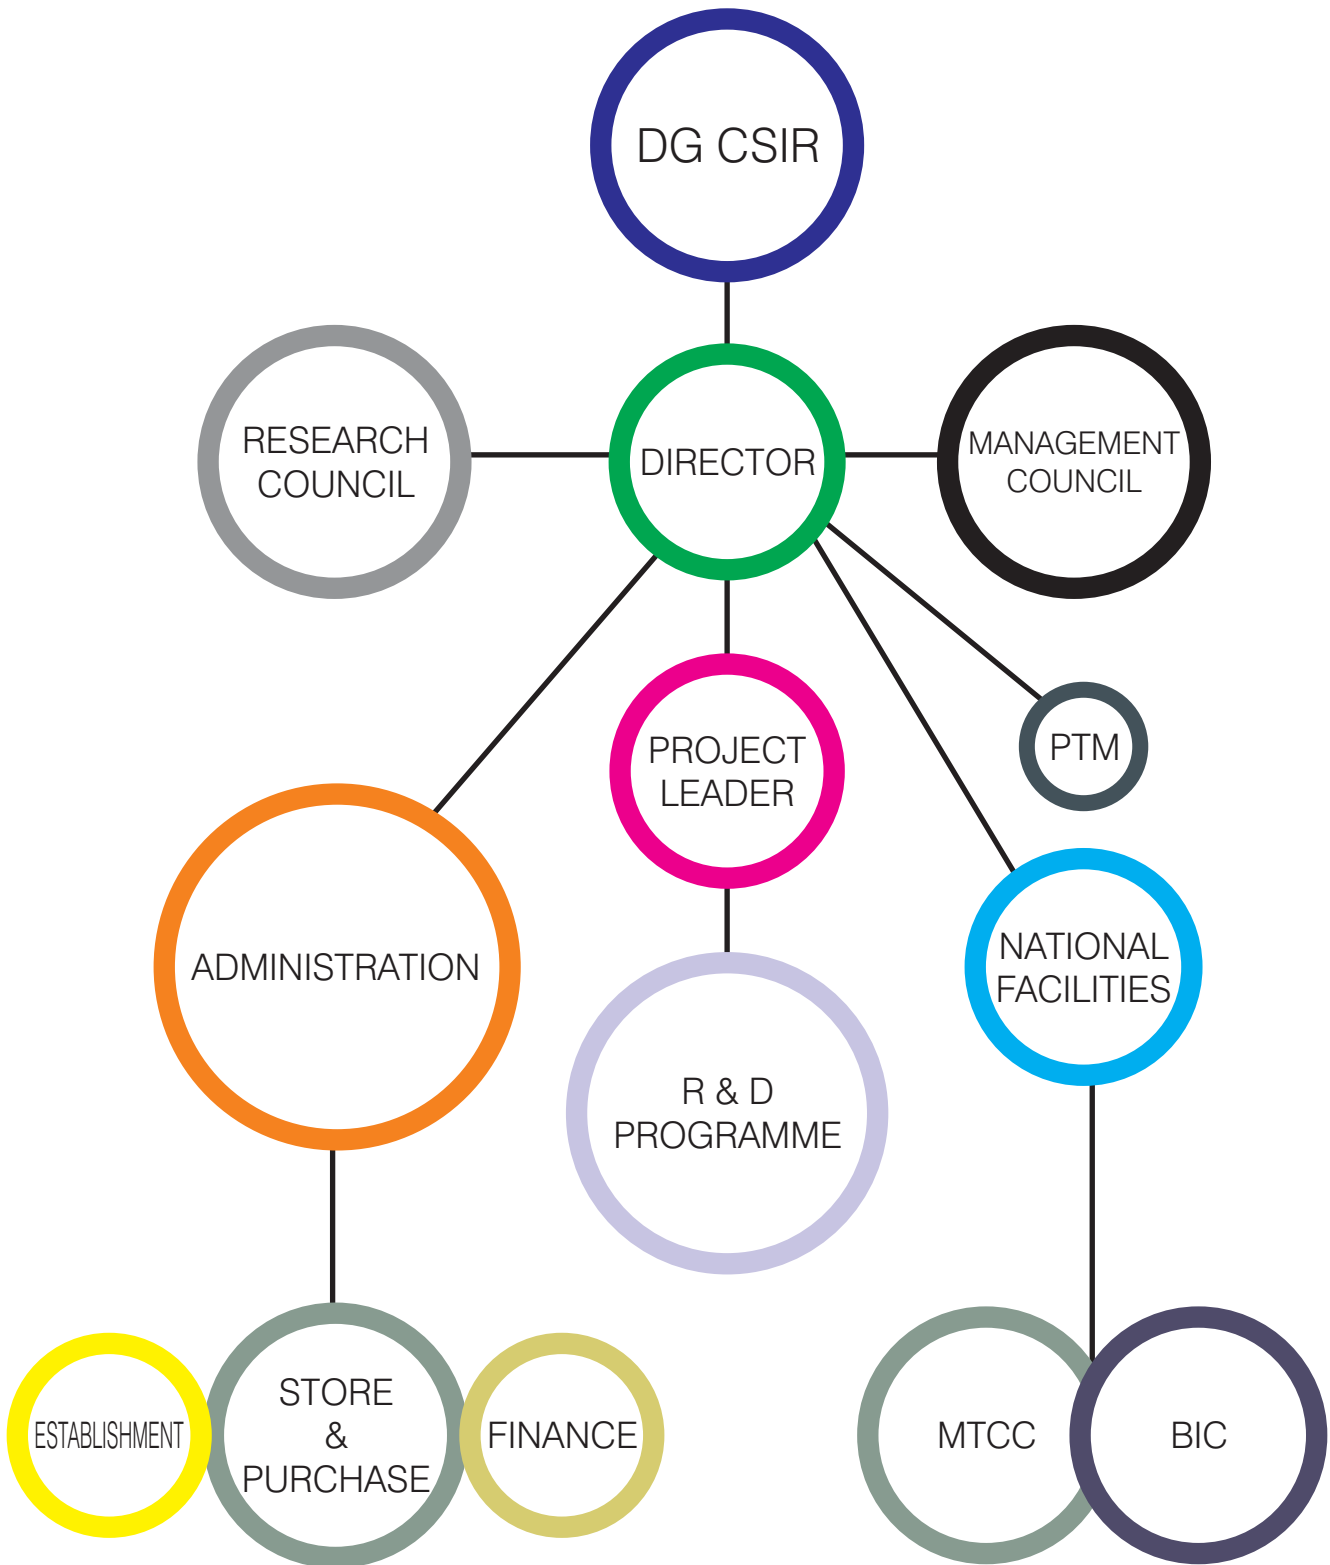 DG CSIR
RESEARCH
COUNCIL
DIRECTOR
MANAGEMENT
COUNCIL
PROJECT
LEADER
PTM
ADMINISTRATION
NATIONAL
FACILITIES
R & D
PROGRAMME
ESTABLISHMENT
STORE
&
PURCHASE
FINANCE
MTCC
BIC